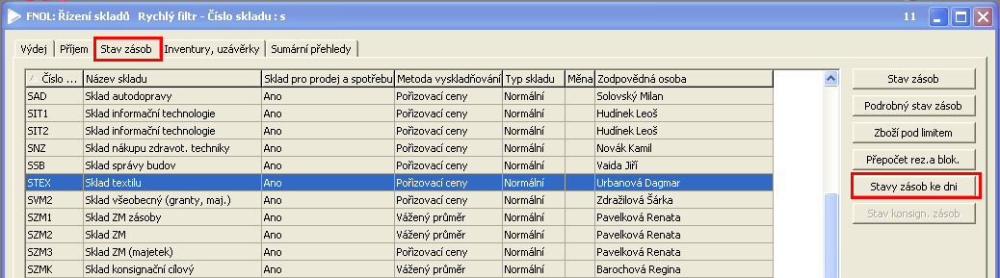 FNOL: Řízení skladů Rychlý filtr - Číslo skladu : s 11
Výdej Příjem Stav zásob Inventury, uzávěrky Sumární přehledy
Číslo ... Název skladu Sklad pro prodej a spotřebu Metoda vyskladňování Typ skladu Měna Zodpovědná osoba
SAD Sklad autodopravy Ano Pořizovací ceny Normální Solovský Milan
SIT1 Sklad informační technologie Ano Pořizovací ceny Normální Hudínek Leoš
SIT2 Sklad informační technologie Ano Pořizovací ceny Normální Hudínek Leoš
SNZ Sklad nákupu zdravot. techniky Ano Pořizovací ceny Normální Novák Kamil
SSB Sklad správy budov Ano Pořizovací ceny Normální Vaida Jiří
STEX Sklad textilu Ano Pořizovací ceny Normální Urbanová Dagmar
SVM2 Sklad všeobecný (granty, maj.) Ano Pořizovací ceny Normální Zdražilová Šárka
SZM1 Sklad ZM zásoby Ano Vážený průměr Normální Pavelková Renata
SZM2 Sklad ZM Ano Vážený průměr Normální Pavelková Renata
SZM3 Sklad ZM (majetek) Ano Pořizovací ceny Normální Pavelková Renata
SZMK Sklad konsignační cílový Ano Vážený průměr Normální Barochová Regina
Stav zásob
Podrobný stav zásob
Zboží pod limitem
Přepočet rez.a blok.
Stavy zásob ke dni
Stav konsign. zásob